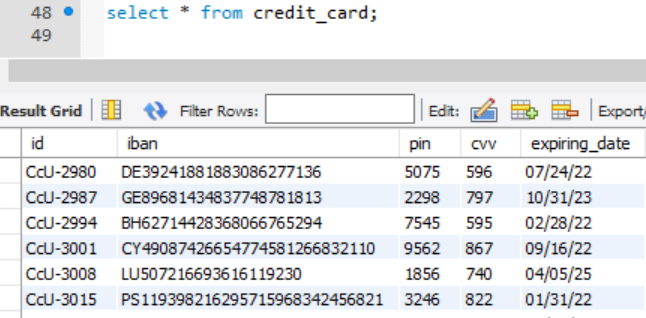 48 select * from credit_card;
49
Result Grid Filter Rows: Edit: Export/
id iban pin cvv expiring_date
CcU-2980 DE39241881883086277136 5075 596 07/24/22
CcU-2987 GE89681434837748781813 2298 797 10/31/23
CcU-2994 BH62714428368066765294 7545 595 02/28/22
CcU-3001 CY49087426654774581266832110 9562 867 09/16/22
CcU-3008 LU507216693616119230 1856 740 04/05/25
CcU-3015 PS119398216295715968342456821 3246 822 01/31/22